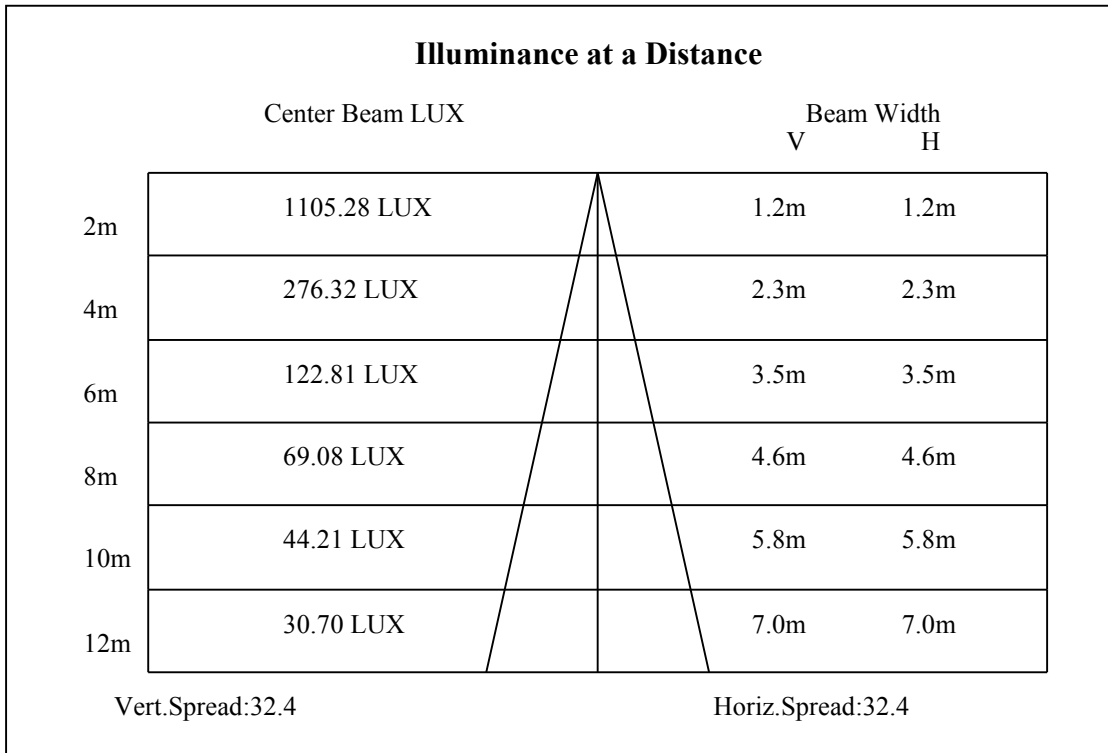 Illuminance at a Distance
Center Beam LUX Beam Width
V H
2m 1105.28 LUX 1.2m 1.2m
4m 276.32 LUX 2.3m 2.3m
6m 122.81 LUX 3.5m 3.5m
8m 69.08 LUX 4.6m 4.6m
10m 44.21 LUX 5.8m 5.8m
12m 30.70 LUX 7.0m 7.0m
Vert.Spread:32.4 Horiz.Spread:32.4